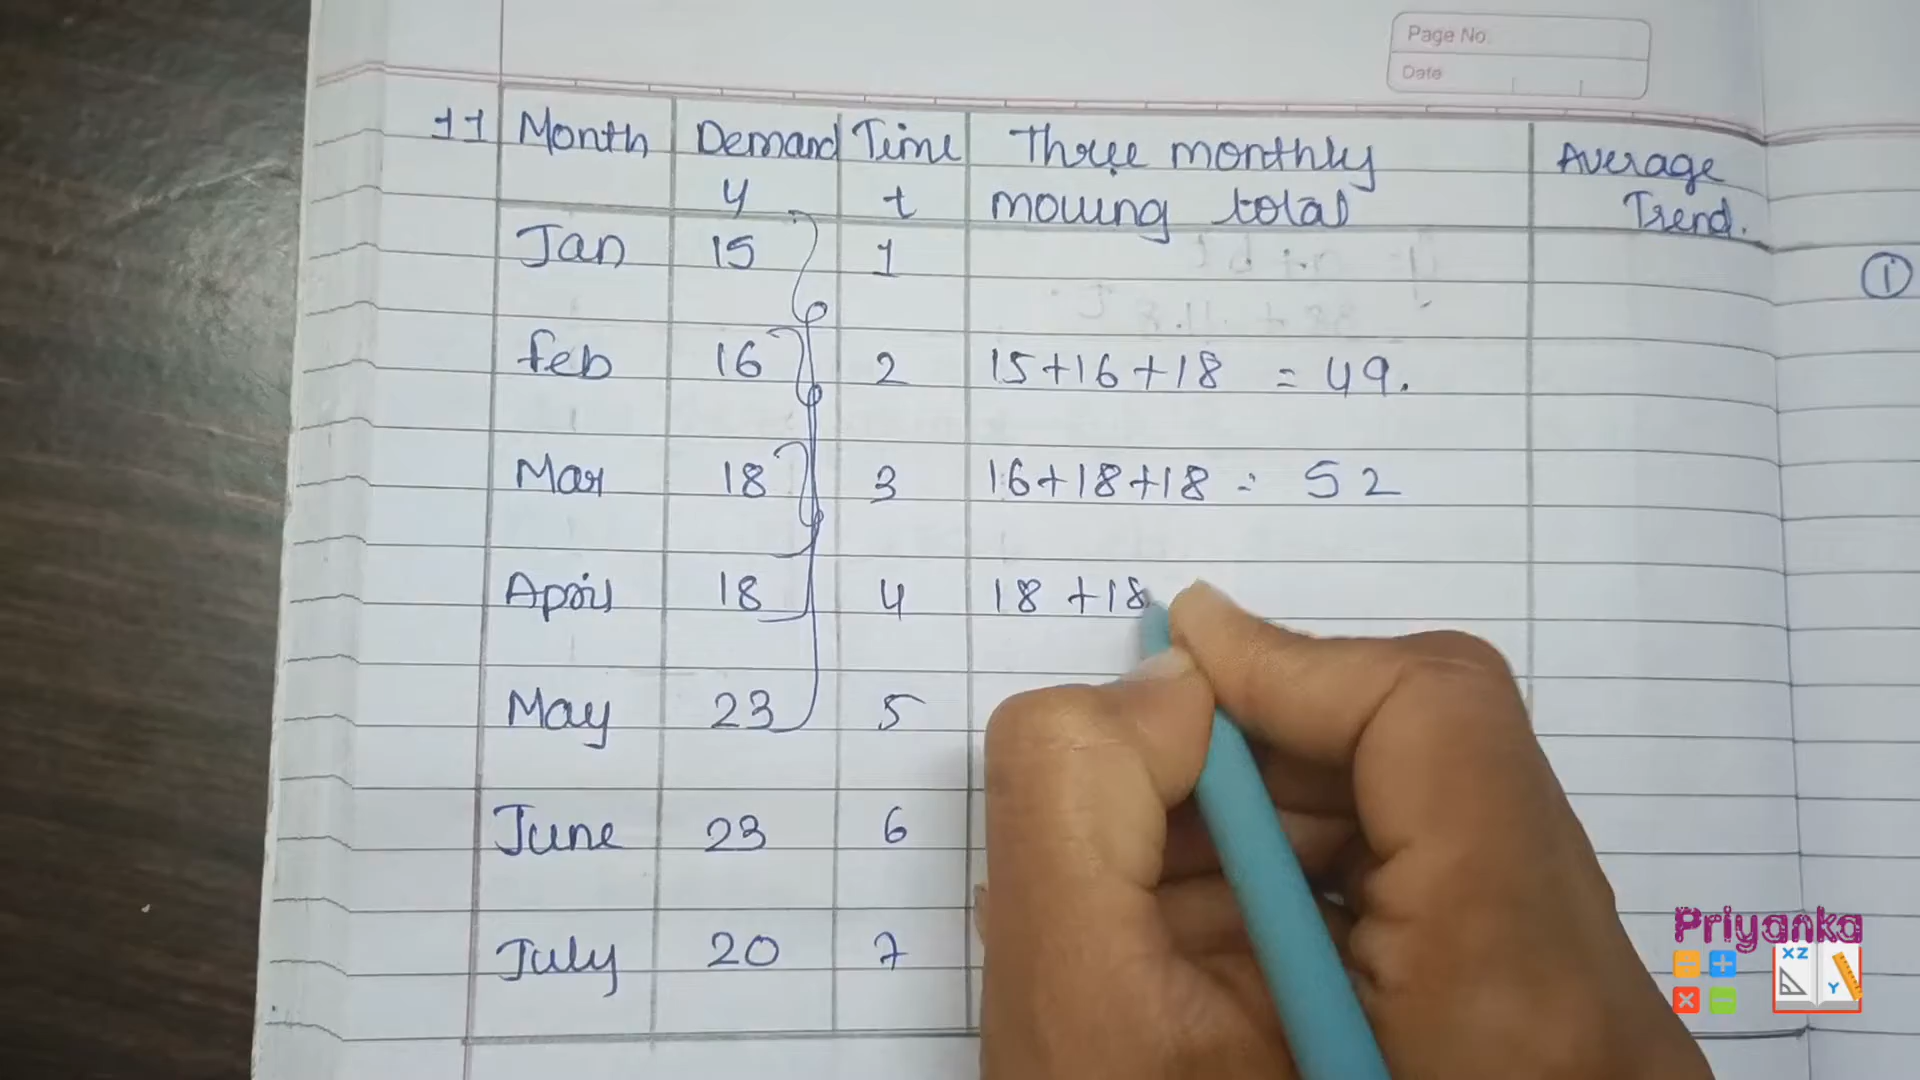 Page No.
Date
11 Month Demand Time Three monthly Average
y t moving total Trend.
Jan 15 1
①
Feb 16 2 15+16+18 = 49.
Mar 18 3 16+18+18 = 52
April 18 4 18 +18
May 23 5
June 23 6
July 20 7
Priyanka
XZ
Y